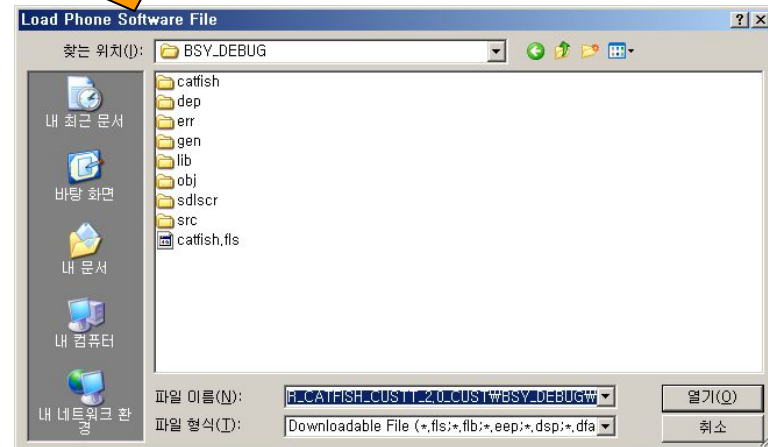 Load Phone Software File
찾는 위치(I):
BSY_DEBUG
내 최근 문서
바탕 화면
내 문서
내 컴퓨터
내 네트워크 환경
catfish
dep
err
gen
lib
obj
sdlscr
src
catfish,fls
파일 이름(N):
R_CATFISH_CUSTT_2,0_CUST₩BSY_DEBUG₩
열기(O)
파일 형식(T):
Downloadable File (*,fls;*,flb;*,eep;*,dsp;*,dfa
취소